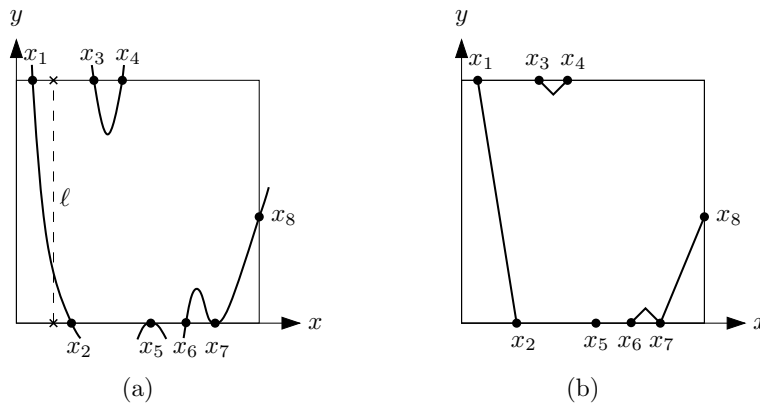 y
x₁ x₃ x₄
ℓ
x₈
x
x₂ x₅ x₆ x₇
(a)
y
x₁ x₃ x₄
x₈
x
x₂ x₅ x₆ x₇
(b)